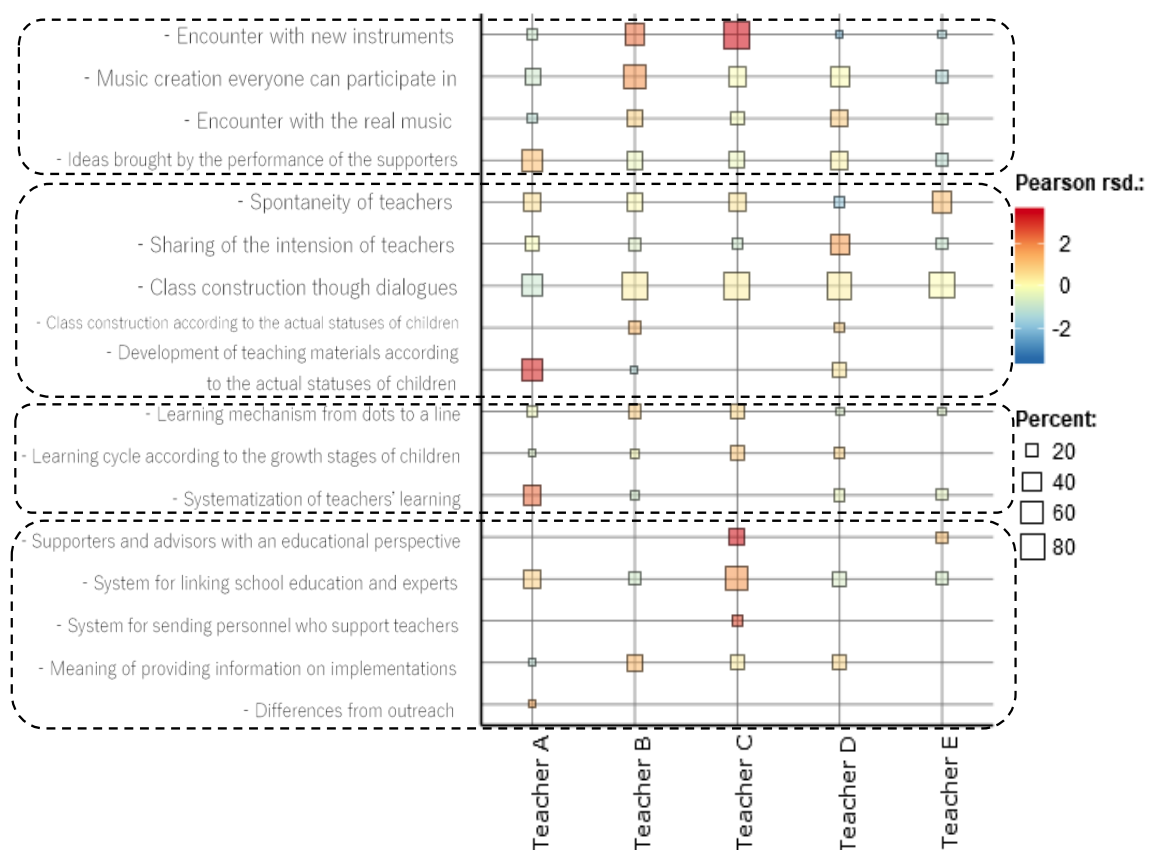 - Encounter with new instruments
- Music creation everyone can participate in
- Encounter with the real music
- Ideas brought by the performance of the supporters
- Spontaneity of teachers
- Sharing of the intension of teachers
- Class construction though dialogues
- Class construction according to the actual statuses of children
- Development of teaching materials according
to the actual statuses of children
- Learning mechanism from dots to a line
- Learning cycle according to the growth stages of children
- Systematization of teachers' learning
- Supporters and advisors with an educational perspective
- System for linking school education and experts
- System for sending personnel who support teachers
- Meaning of providing information on implementations
- Differences from outreach
Teacher A
Teacher B
Teacher C
Teacher D
Teacher E
Pearson rsd.:
2
0
-2
Percent:
20
40
60
80